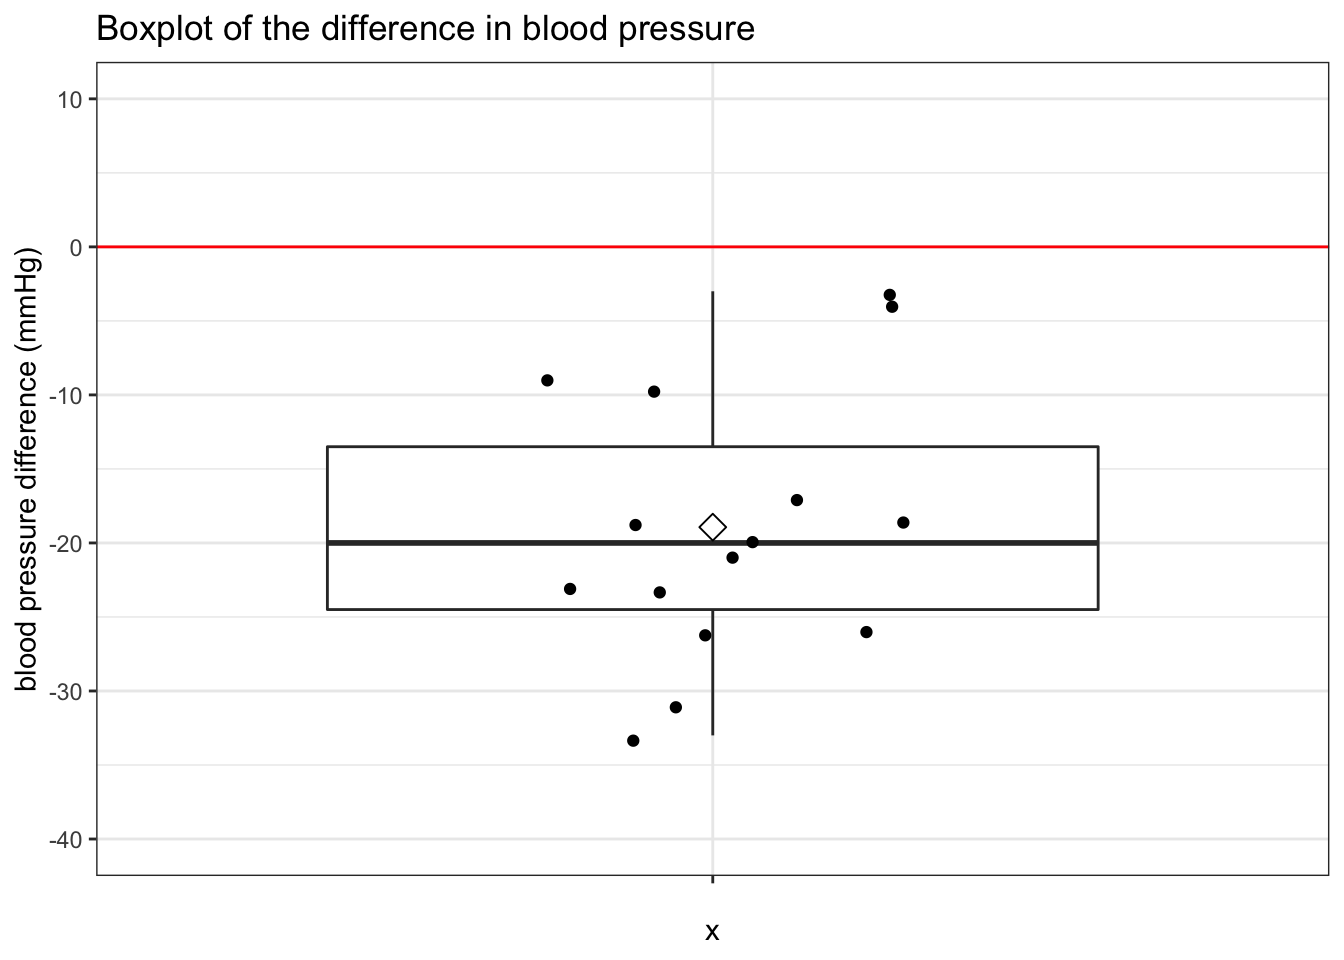 Boxplot of the difference in blood pressure
10
0
-10
-20
-30
-40
blood pressure difference (mmHg)
x